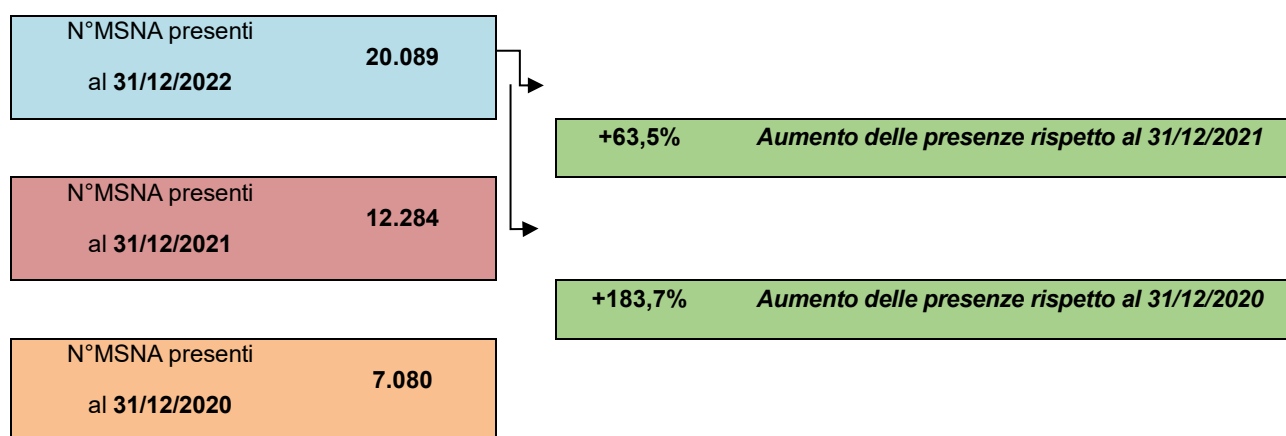 N°MSNA presenti
al 31/12/2022
20.089
+63,5% Aumento delle presenze rispetto al 31/12/2021
N°MSNA presenti
al 31/12/2021
12.284
+183,7% Aumento delle presenze rispetto al 31/12/2020
N°MSNA presenti
al 31/12/2020
7.080